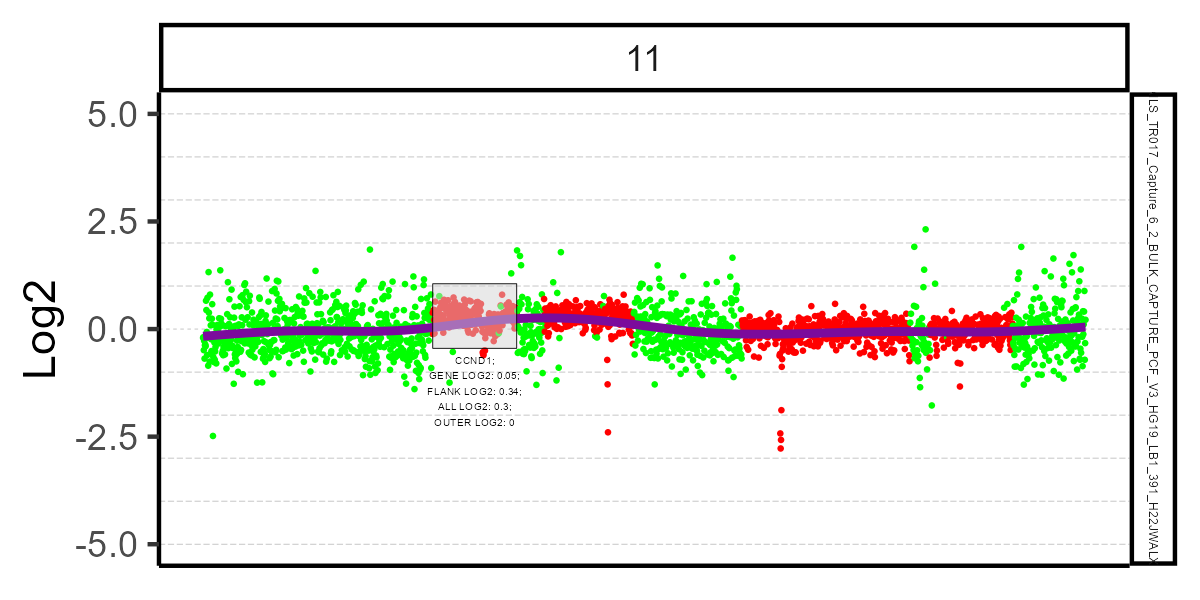 11
Log2
5.0
2.5
0.0
-2.5
-5.0
CCND1;
GENE LOG2: 0.05;
FLANK LOG2: 0.34;
ALL LOG2: 0.3;
OUTER LOG2: 0
LS_TR017_Capture_6_2_BULK_CAPTURE_PCF_V3_HG19_LB1_391_H22JWAL